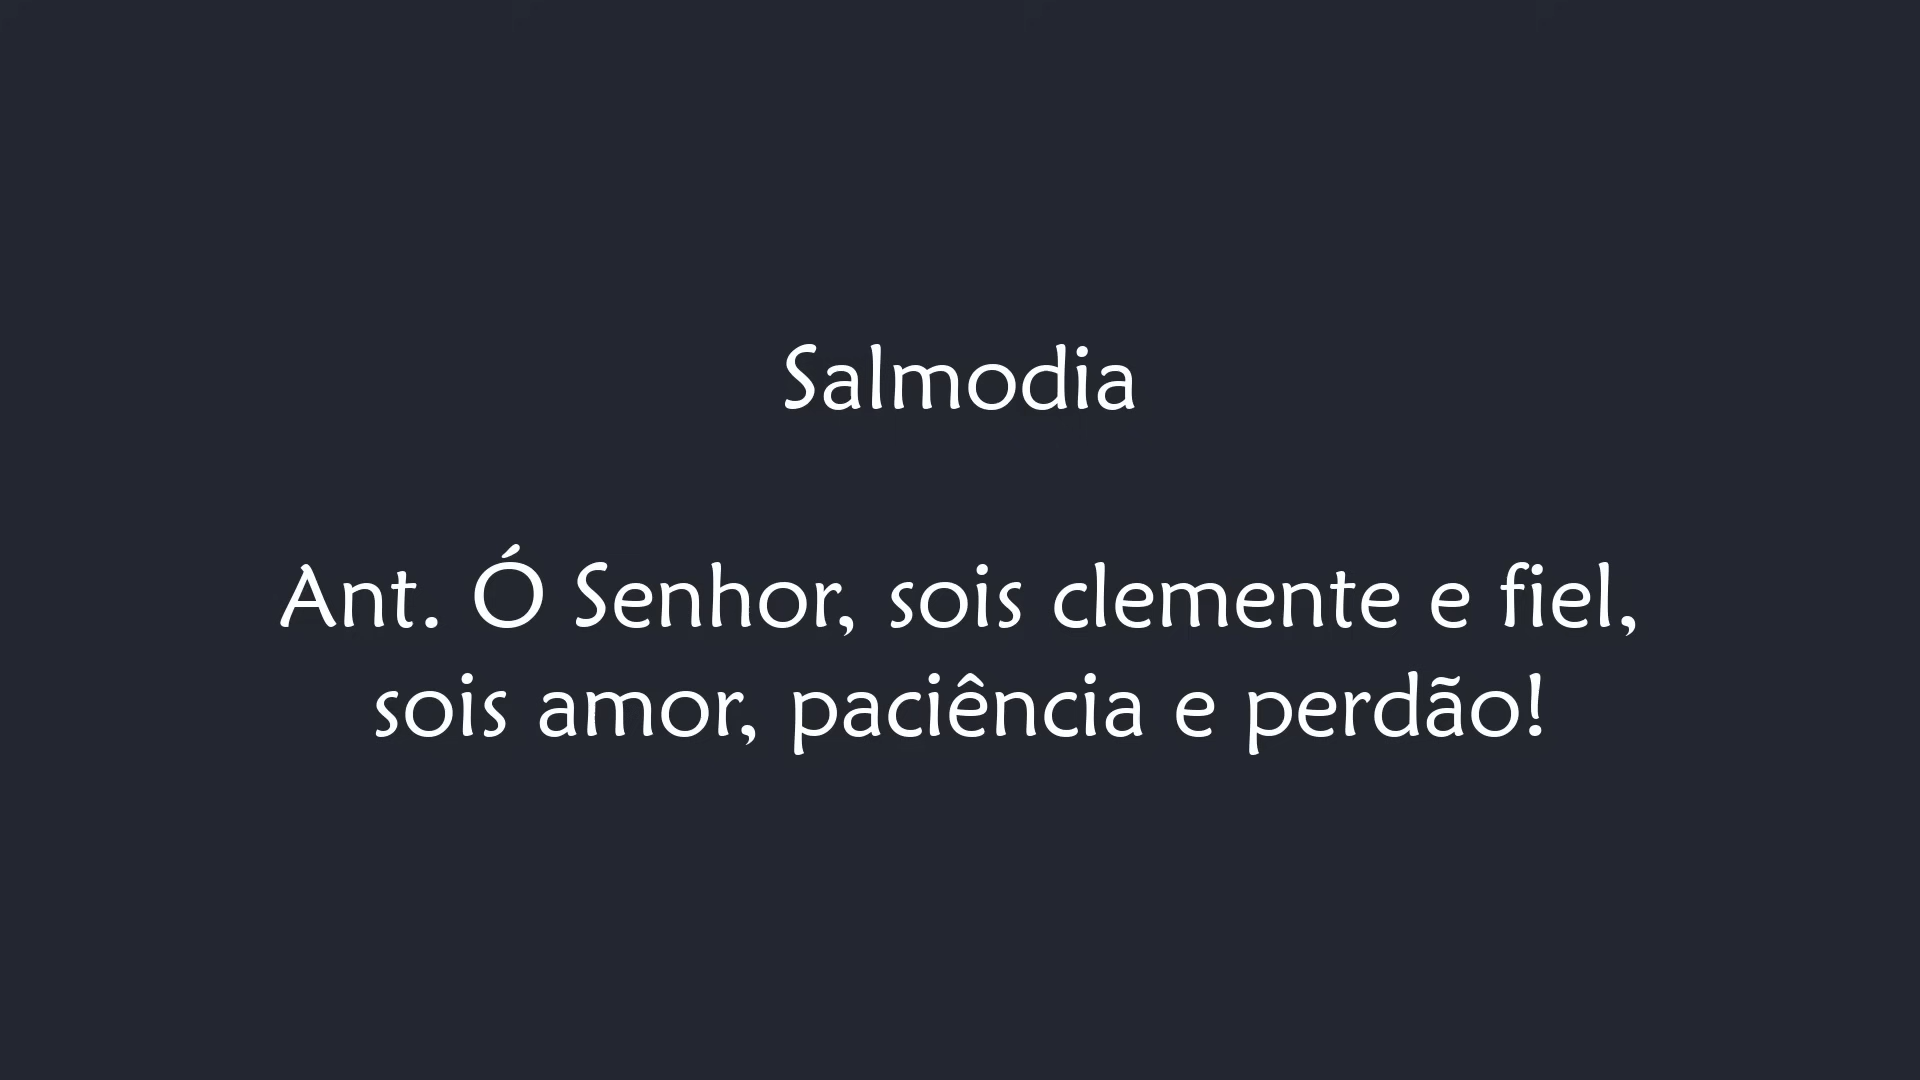 Salmodia
Ant. Ó Senhor, sois clemente e fiel,
sois amor, paciência e perdão!